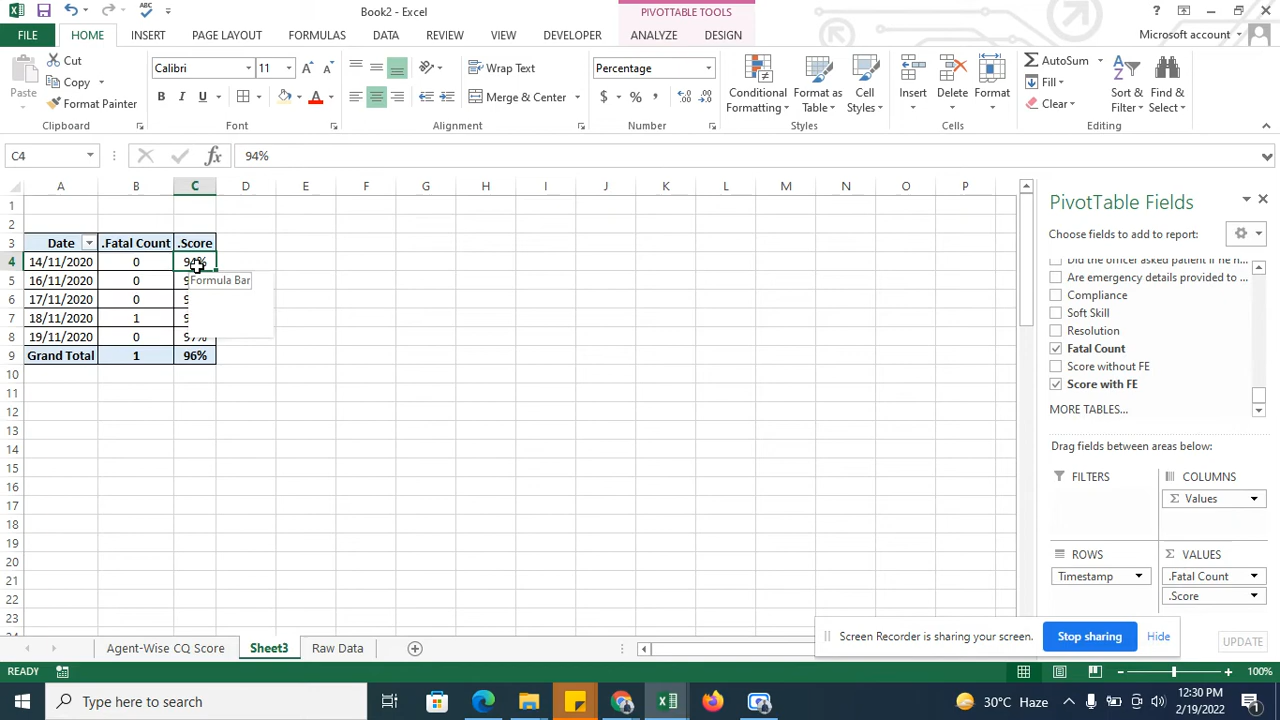 Book2 - Excel
PIVOTTABLE TOOLS
FILE HOME INSERT PAGE LAYOUT FORMULAS DATA REVIEW VIEW DEVELOPER ANALYZE DESIGN Microsoft account
Paste
Cut
Copy
Format Painter
Clipboard
Calibri 11
B I U A
Font
Wrap Text
Merge & Center
Alignment
Percentage
$ % ,
Number
Conditional Formatting
Format as Table
Cell Styles
Styles
Insert
Delete
Format
Cells
AutoSum
Fill
Clear
Sort & Filter
Find & Select
Editing
C4 fx 94%
A B C D E F G H I J K L M N O P
1
2
3 Date .Fatal Count .Score
4 14/11/2020 0 94%
5 16/11/2020 0
6 17/11/2020 0
7 18/11/2020 1
8 19/11/2020 0 97%
9 Grand Total 1 96%
Formula Bar
10
11
12
13
14
15
16
17
18
19
20
21
22
23
PivotTable Fields
Choose fields to add to report:
Did the officer asked patient if he ...
Are emergency details provided to ...
Compliance
Soft Skill
Resolution
Fatal Count
Score without FE
Score with FE
MORE TABLES...
Drag fields between areas below:
FILTERS
COLUMNS
Σ Values
ROWS
Timestamp
Σ VALUES
.Fatal Count
.Score
UPDATE
Agent-Wise CQ Score Sheet3 Raw Data
Screen Recorder is sharing your screen. Stop sharing Hide
READY
100%
Type here to search
30°C Haze
12:30 PM
2/19/2022
1